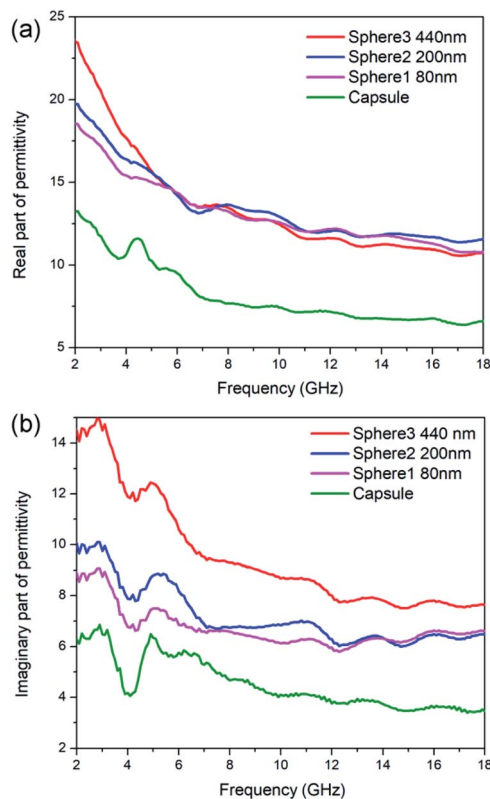 (a)
Sphere3 440nm
Sphere2 200nm
Sphere1 80nm
Capsule
Real part of permittivity
25
20
15
10
5
2 4 6 8 10 12 14 16 18
Frequency (GHz)
(b)
Sphere3 440 nm
Sphere2 200nm
Sphere1 80nm
Capsule
Imaginary part of permittivity
14
12
10
8
6
4
2
2 4 6 8 10 12 14 16 18
Frequency (GHz)